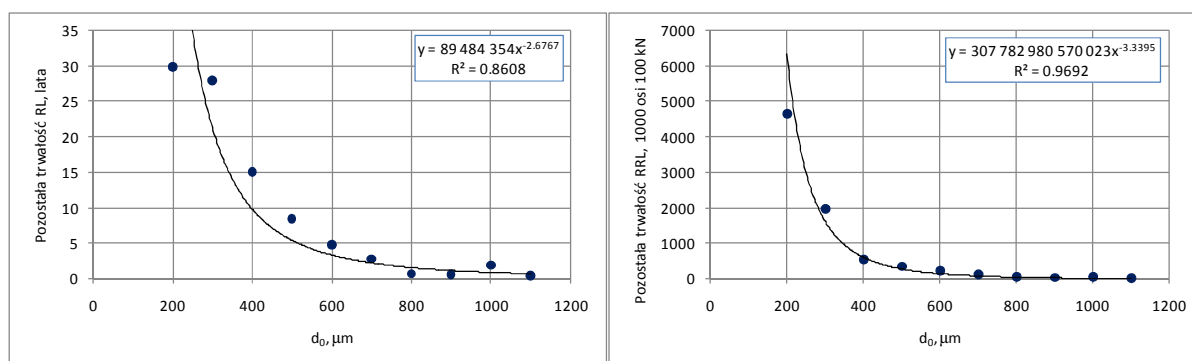 Pozostała trwałość RL, lata
35
30
25
20
15
10
5
0
0 200 400 600 800 1000 1200
d₀, μm
y = 89 484 354x⁻²·⁶⁷⁶⁷
R² = 0.8608
Pozostała trwałość RRL, 1000 osi 100 kN
7000
6000
5000
4000
3000
2000
1000
0
0 200 400 600 800 1000 1200
d₀, μm
y = 307 782 980 570 023x⁻³·³³⁹⁵
R² = 0.9692